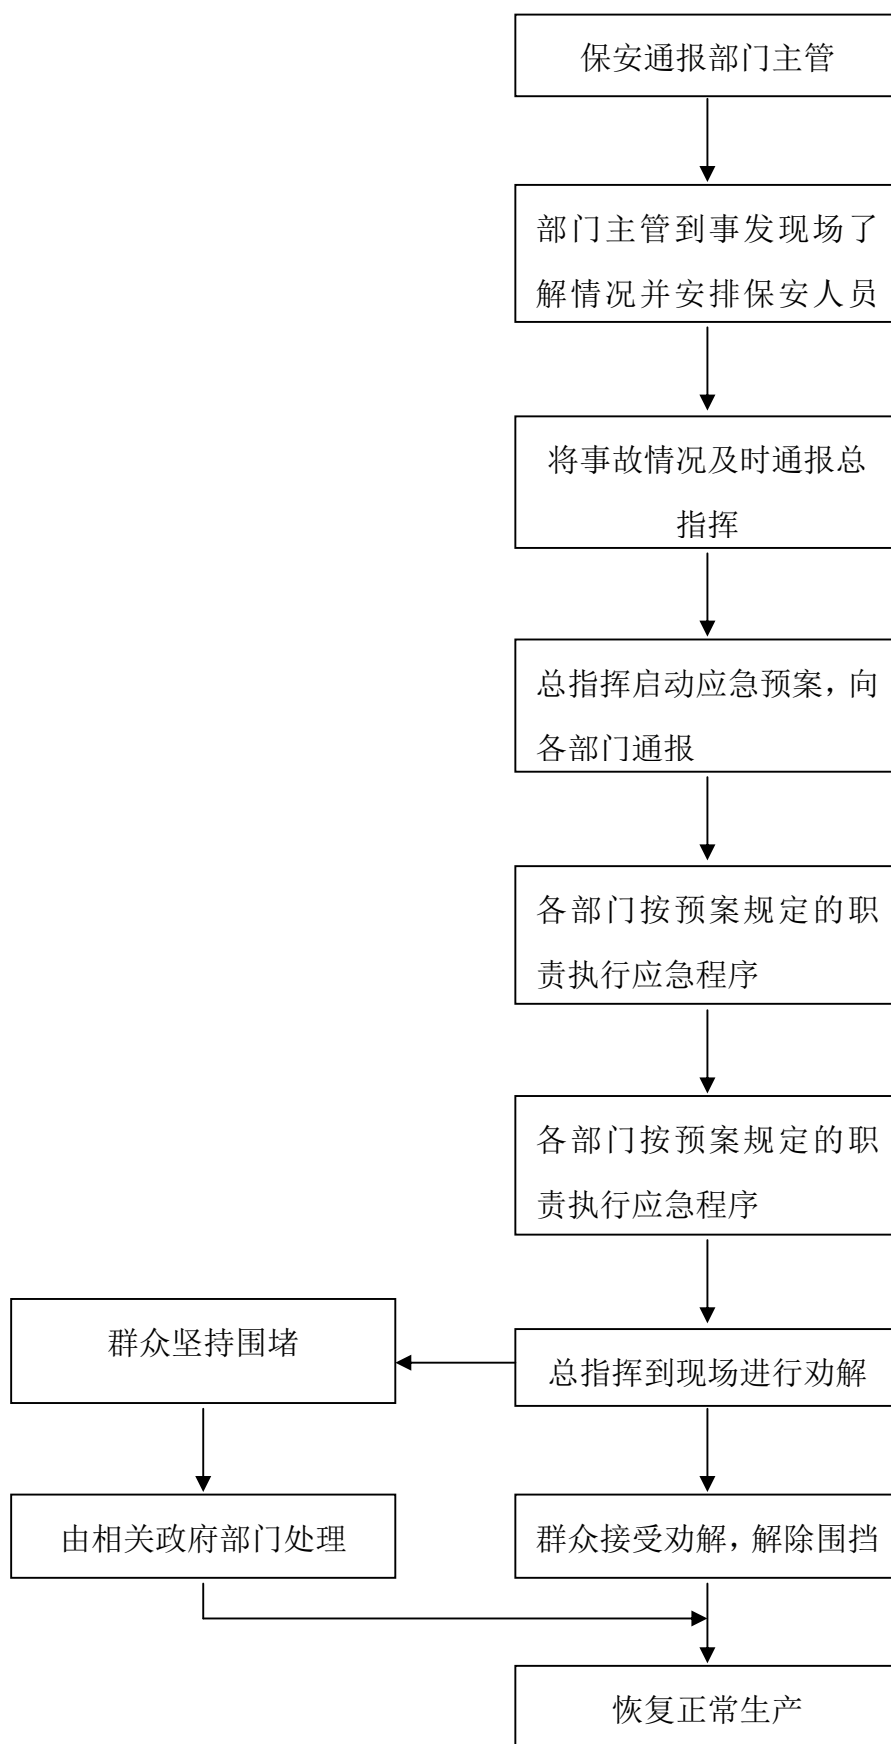 保安通报部门主管
部门主管到事发现场了
解情况并安排保安人员
将事故情况及时通报总
指挥
总指挥启动应急预案，向
各部门通报
各部门按预案规定的职
责执行应急程序
各部门按预案规定的职
责执行应急程序
群众坚持围堵
总指挥到现场进行劝解
由相关政府部门处理
群众接受劝解，解除围挡
恢复正常生产